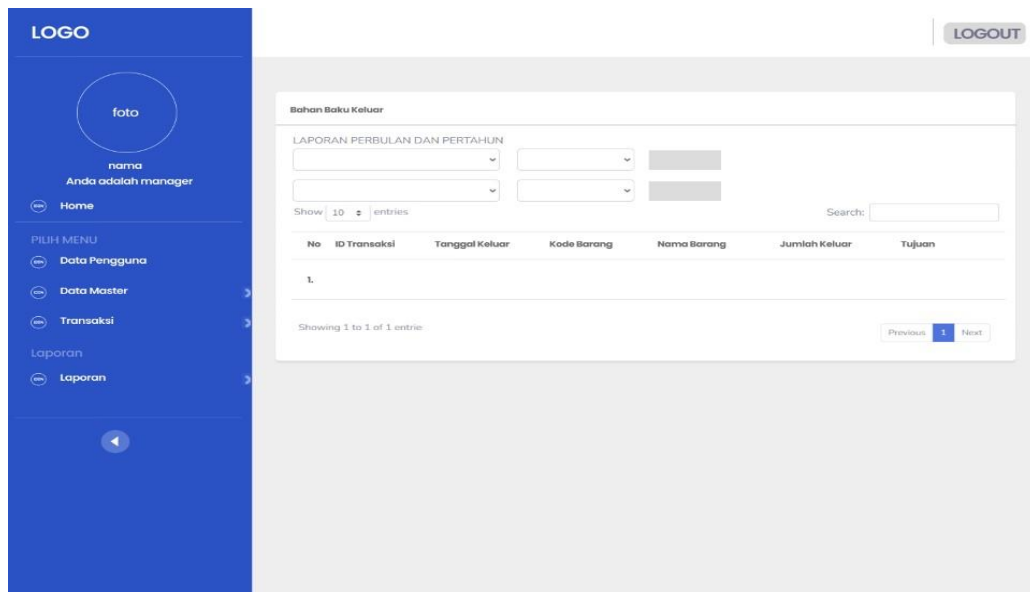 LOGO
LOGOUT
foto
nama
Anda adalah manager
Home
PILIH MENU
Data Pengguna
Data Master
Transaksi
Laporan
Laporan
Bahan Baku Keluar
LAPORAN PERBULAN DAN PERTAHUN
Show 10 entries
Search:
No ID Transaksi Tanggal Keluar Kode Barang Nama Barang Jumlah Keluar Tujuan
1.
Showing 1 to 1 of 1 entrie
Previous 1 Next